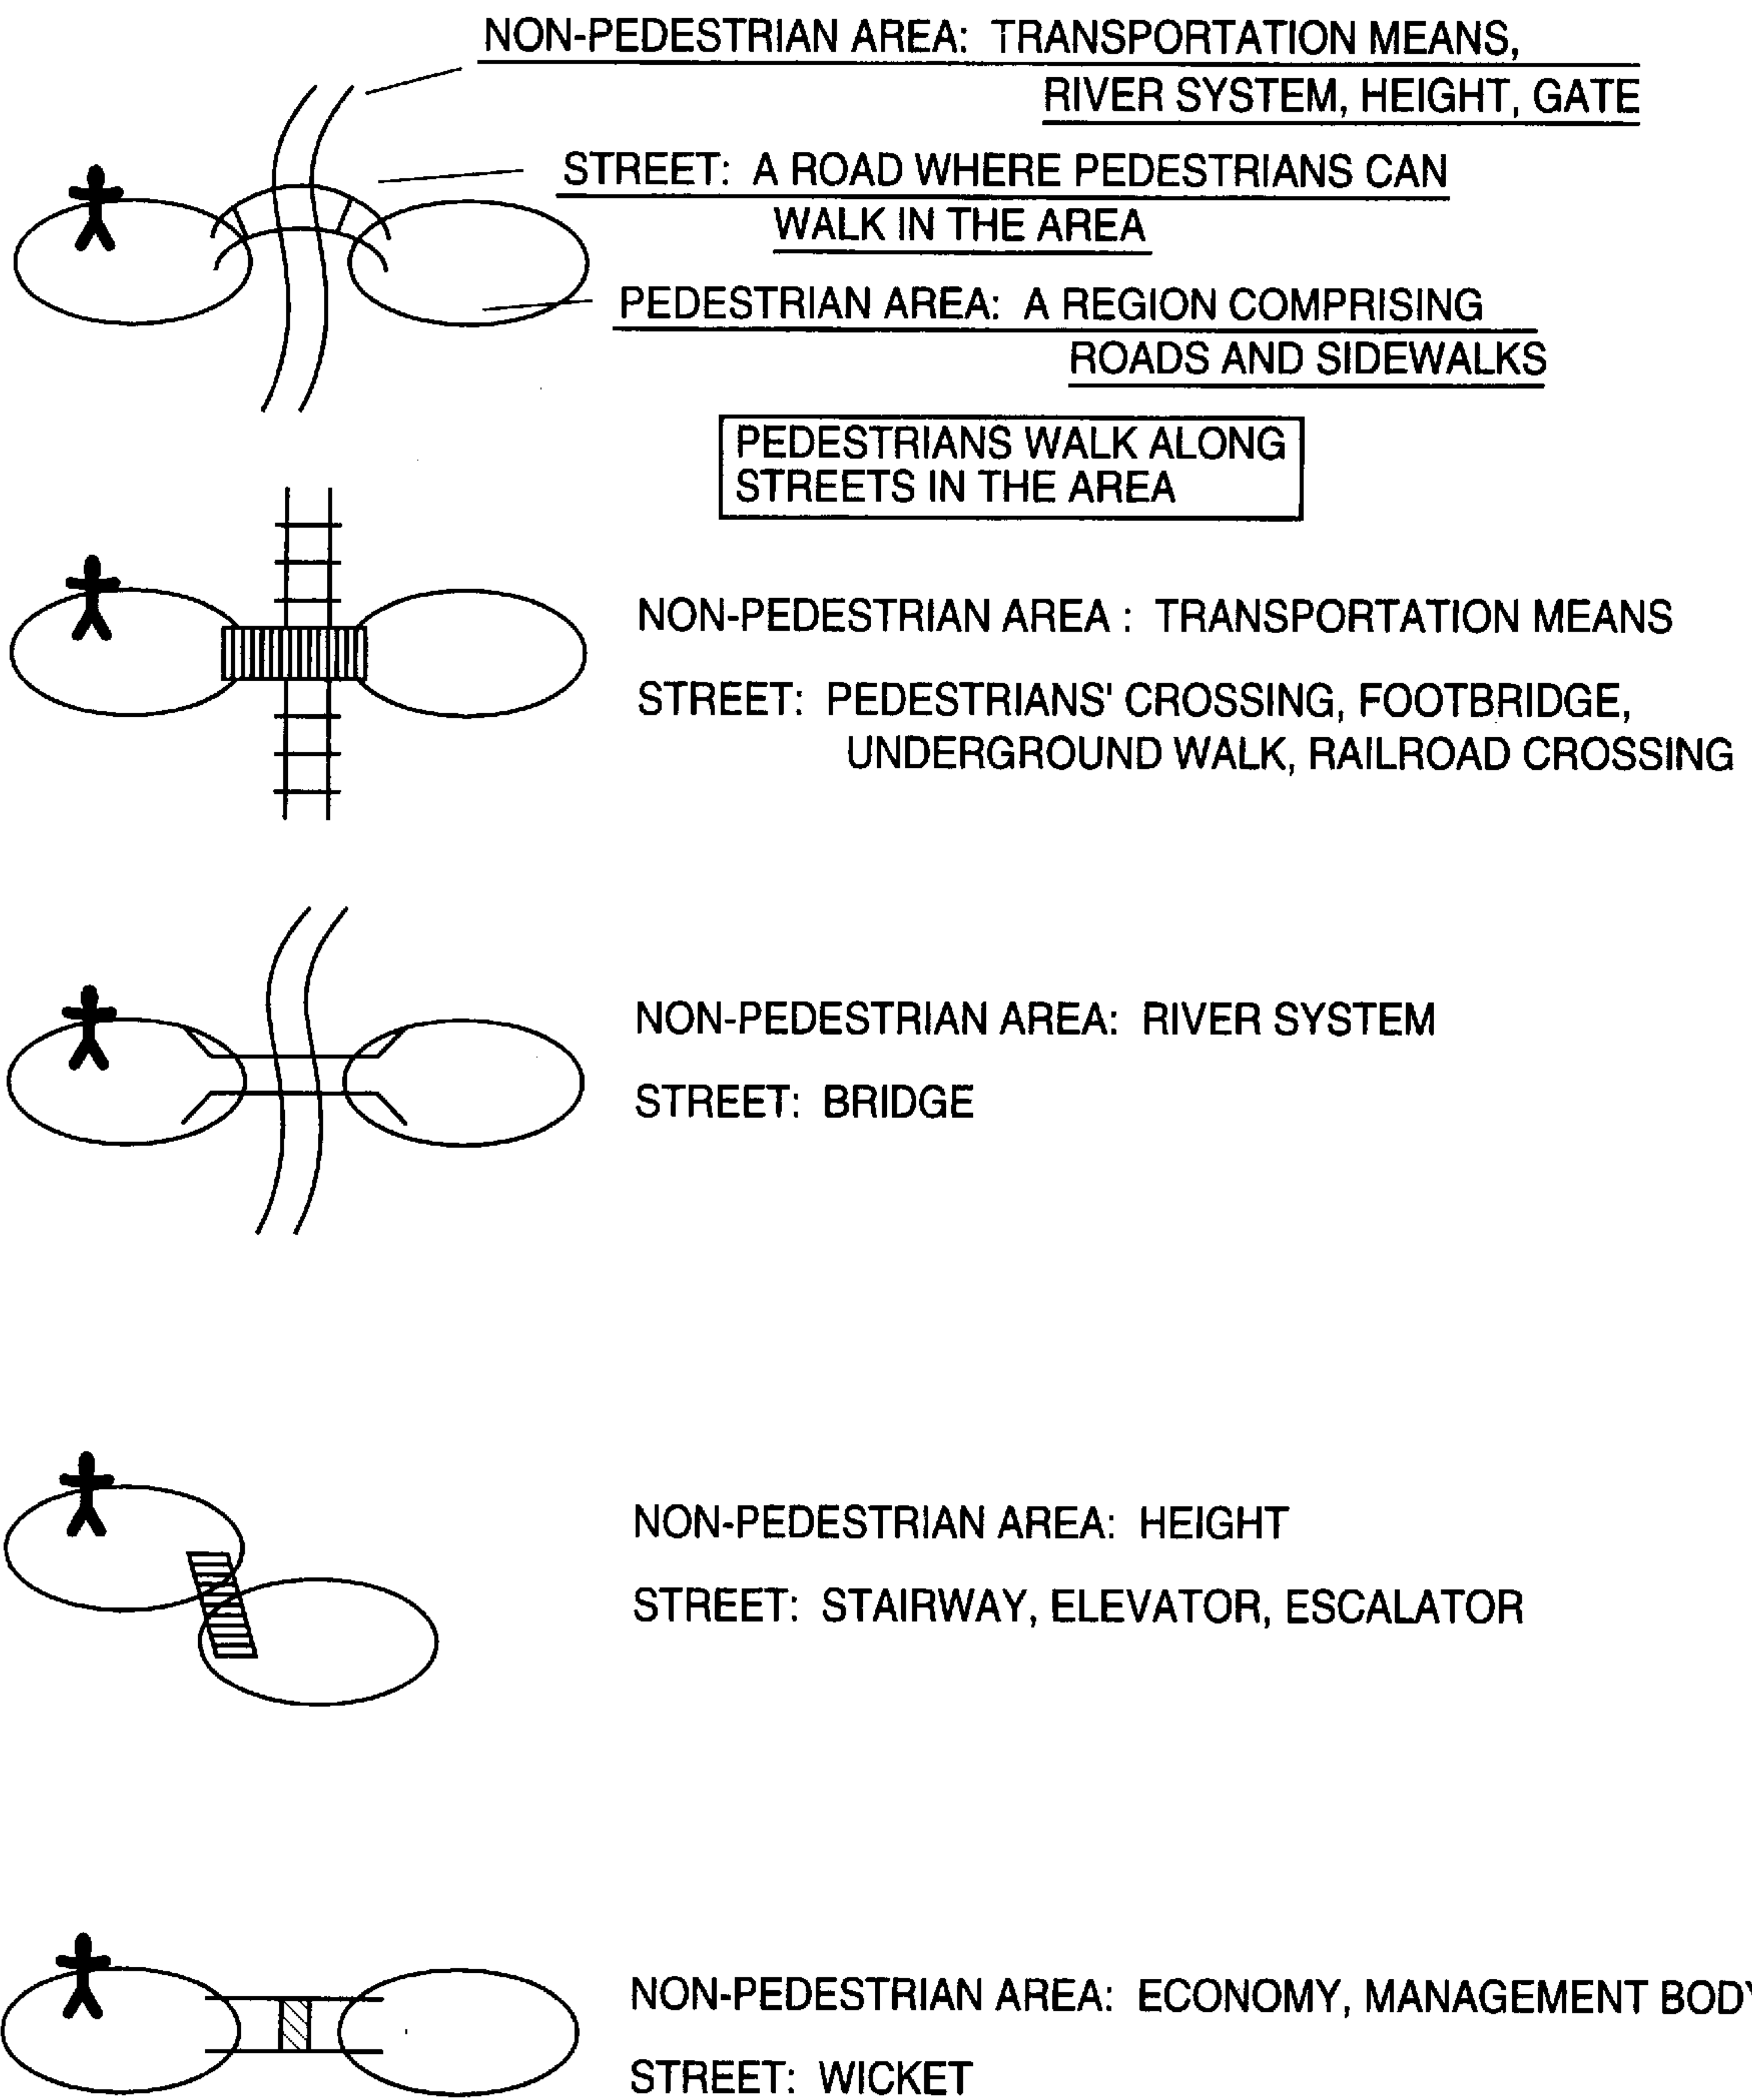 NON-PEDESTRIAN AREA: TRANSPORTATION MEANS,
RIVER SYSTEM, HEIGHT, GATE
STREET: A ROAD WHERE PEDESTRIANS CAN
WALK IN THE AREA
PEDESTRIAN AREA: A REGION COMPRISING
ROADS AND SIDEWALKS
PEDESTRIANS WALK ALONG
STREETS IN THE AREA
NON-PEDESTRIAN AREA : TRANSPORTATION MEANS
STREET: PEDESTRIANS' CROSSING, FOOTBRIDGE,
UNDERGROUND WALK, RAILROAD CROSSING
NON-PEDESTRIAN AREA: RIVER SYSTEM
STREET: BRIDGE
NON-PEDESTRIAN AREA: HEIGHT
STREET: STAIRWAY, ELEVATOR, ESCALATOR
NON-PEDESTRIAN AREA: ECONOMY, MANAGEMENT BODY
STREET: WICKET